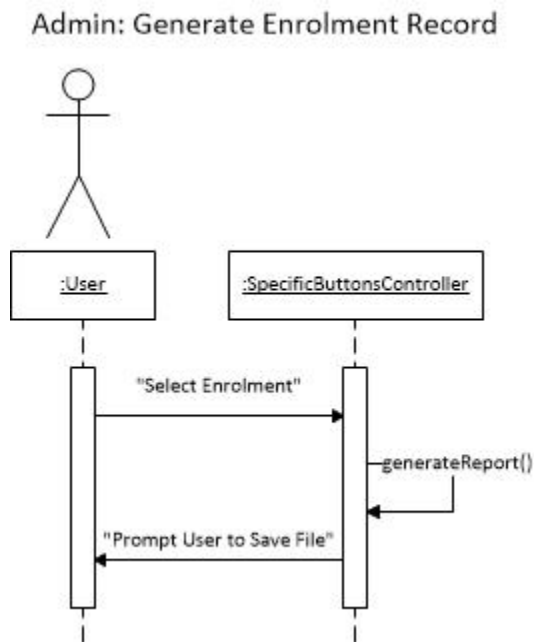 Admin: Generate Enrolment Record
:User
:SpecificButtonsController
"Select Enrolment"
generateReport()
"Prompt User to Save File"